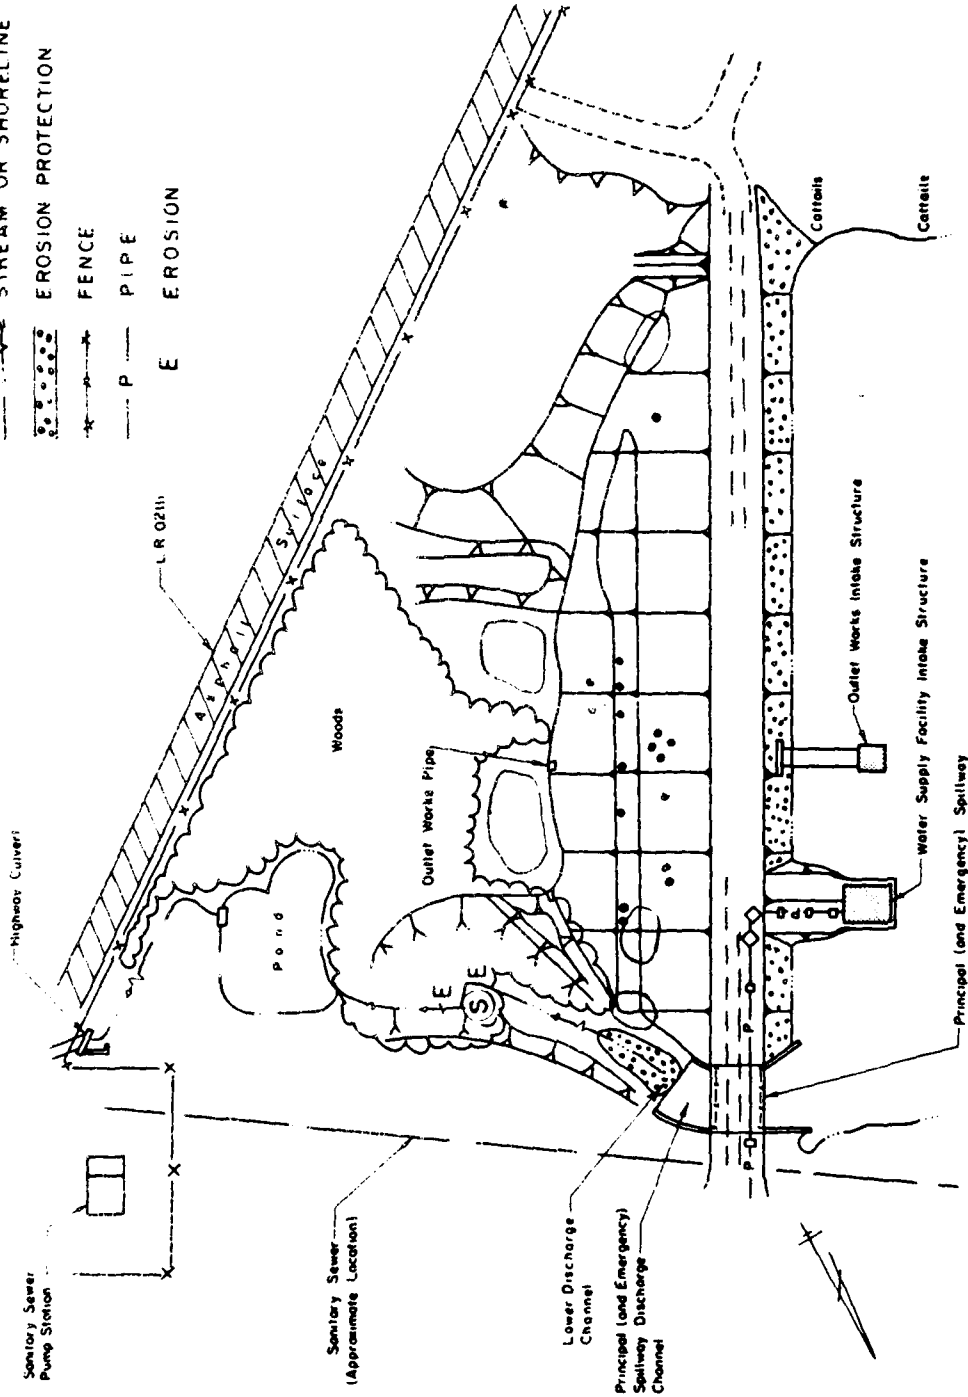 STREAM OR SHORELINE
EROSION PROTECTION
FENCE
P PIPE
E EROSION
Highway Culvert
L.R. 02111
Asphalt Surface
Sanitary Sewer
Pump Station
Pond
Woods
Outlet Works Pipe
E
E
S
Sanitary Sewer
(Approximate Location)
Lower Discharge
Channel
Principal (and Emergency)
Spillway Discharge
Channel
P
P
P
Cattails
Cattails
Outlet Works Intake Structure
Water Supply Facility Intake Structure
Principal (and Emergency) Spillway